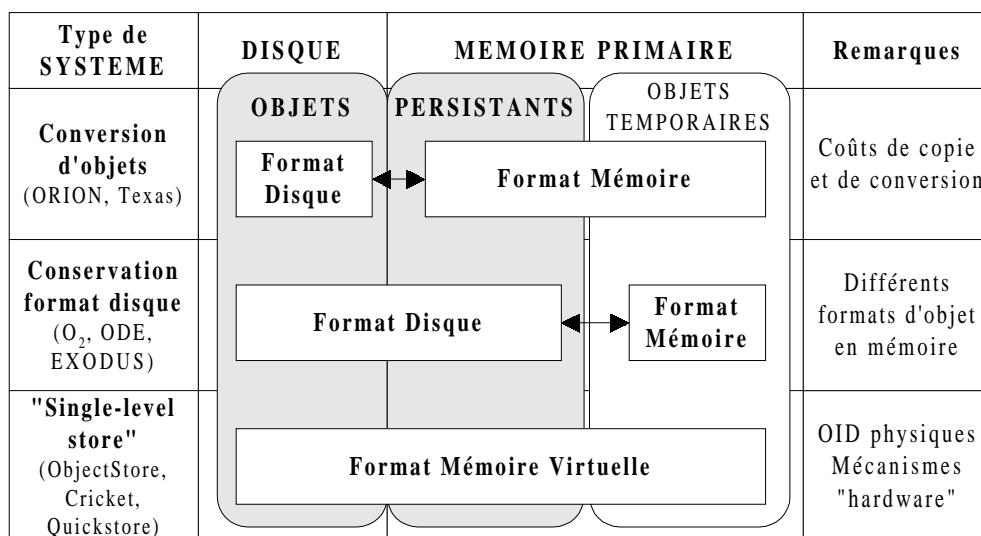 Type de
SYSTEME
DISQUE
MEMOIRE PRIMAIRE
Remarques
OBJETS
PERSISTANTS
OBJETS
TEMPORAIRES
Conversion
d'objets
(ORION, Texas)
Format
Disque
Format Mémoire
Coûts de copie
et de conversion
Conservation
format disque
(O₂, ODE,
EXODUS)
Format Disque
Format
Mémoire
Différents
formats d'objet
en mémoire
"Single-level
store"
(ObjectStore,
Cricket,
Quickstore)
Format Mémoire Virtuelle
OID physiques
Mécanismes
"hardware"